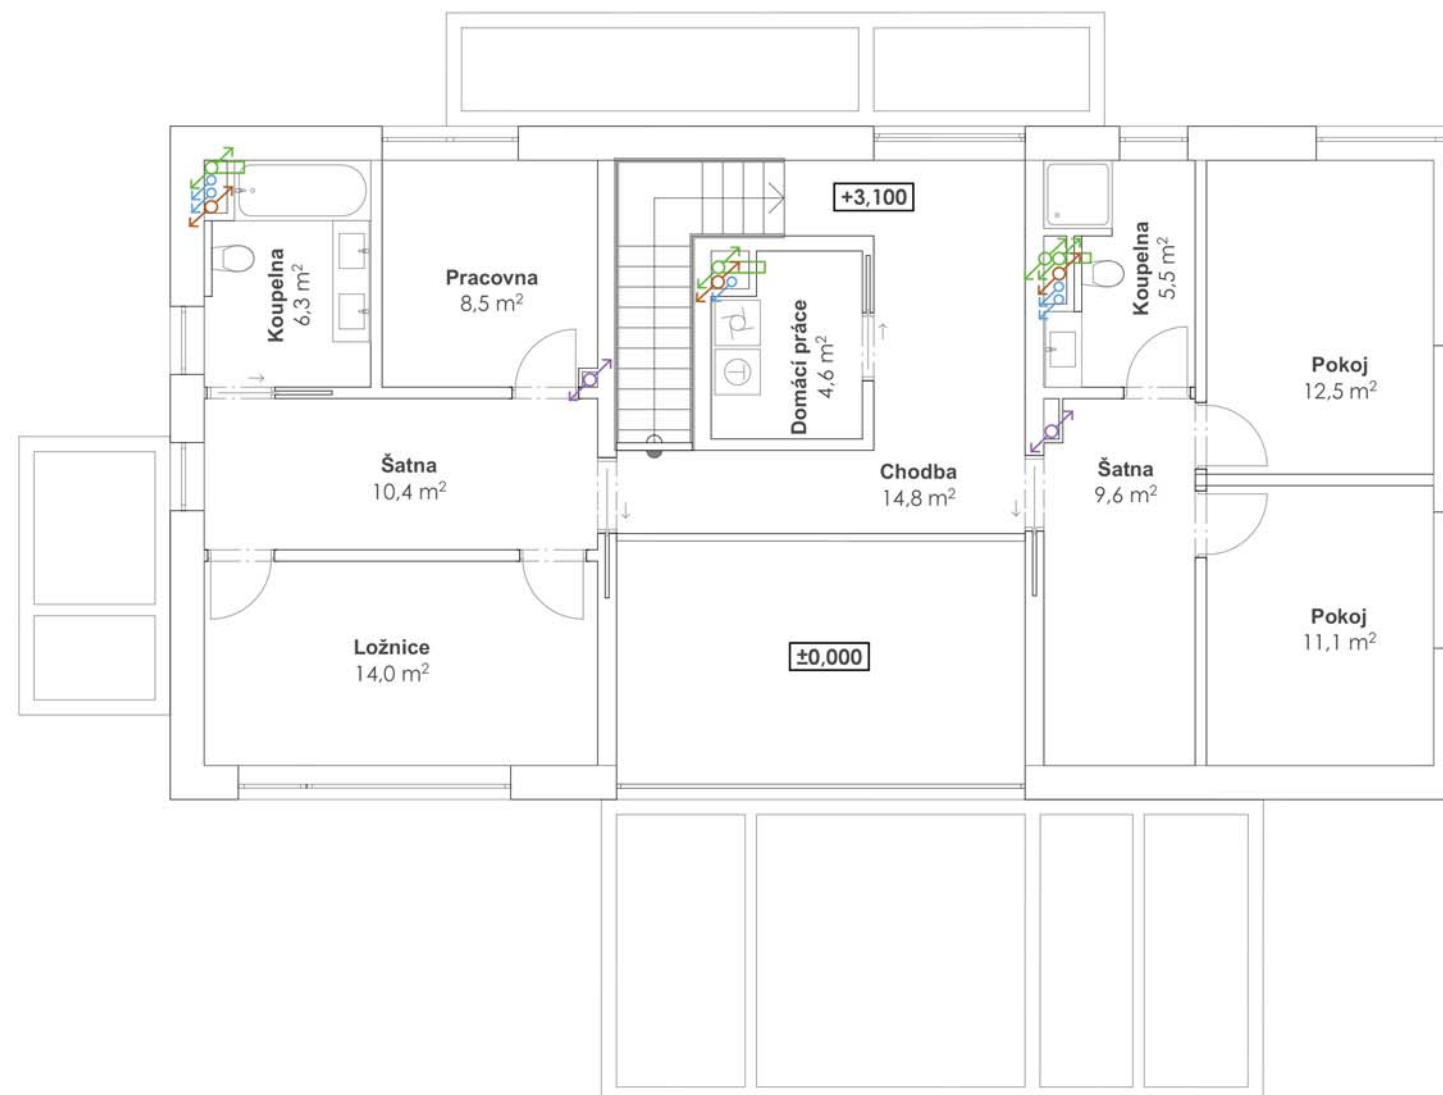 +3,100
Koupelna
6,3 m²
Pracovna
8,5 m²
Domácí práce
4,6 m²
Koupelna
5,5 m²
Pokoj
12,5 m²
Šatna
10,4 m²
Chodba
14,8 m²
Šatna
9,6 m²
Ložnice
14,0 m²
±0,000
Pokoj
11,1 m²